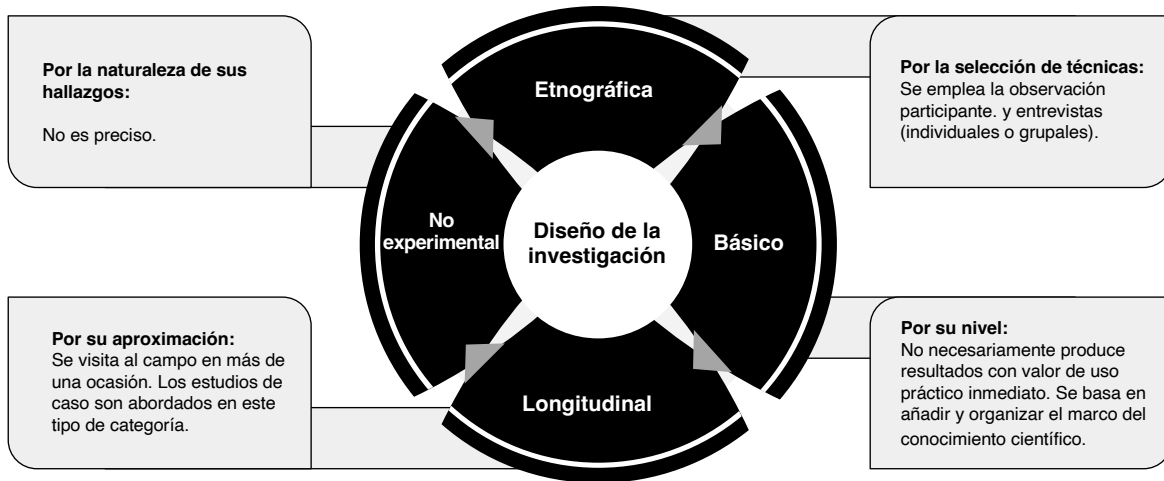 Por la naturaleza de sus
hallazgos:
No es preciso.
Etnográfica
Por la selección de técnicas:
Se emplea la observación
participante. y entrevistas
(individuales o grupales).
No
experimental
Diseño de la
investigación
Básico
Por su aproximación:
Se visita al campo en más de
una ocasión. Los estudios de
caso son abordados en este
tipo de categoría.
Longitudinal
Por su nivel:
No necesariamente produce
resultados con valor de uso
práctico inmediato. Se basa en
añadir y organizar el marco del
conocimiento científico.